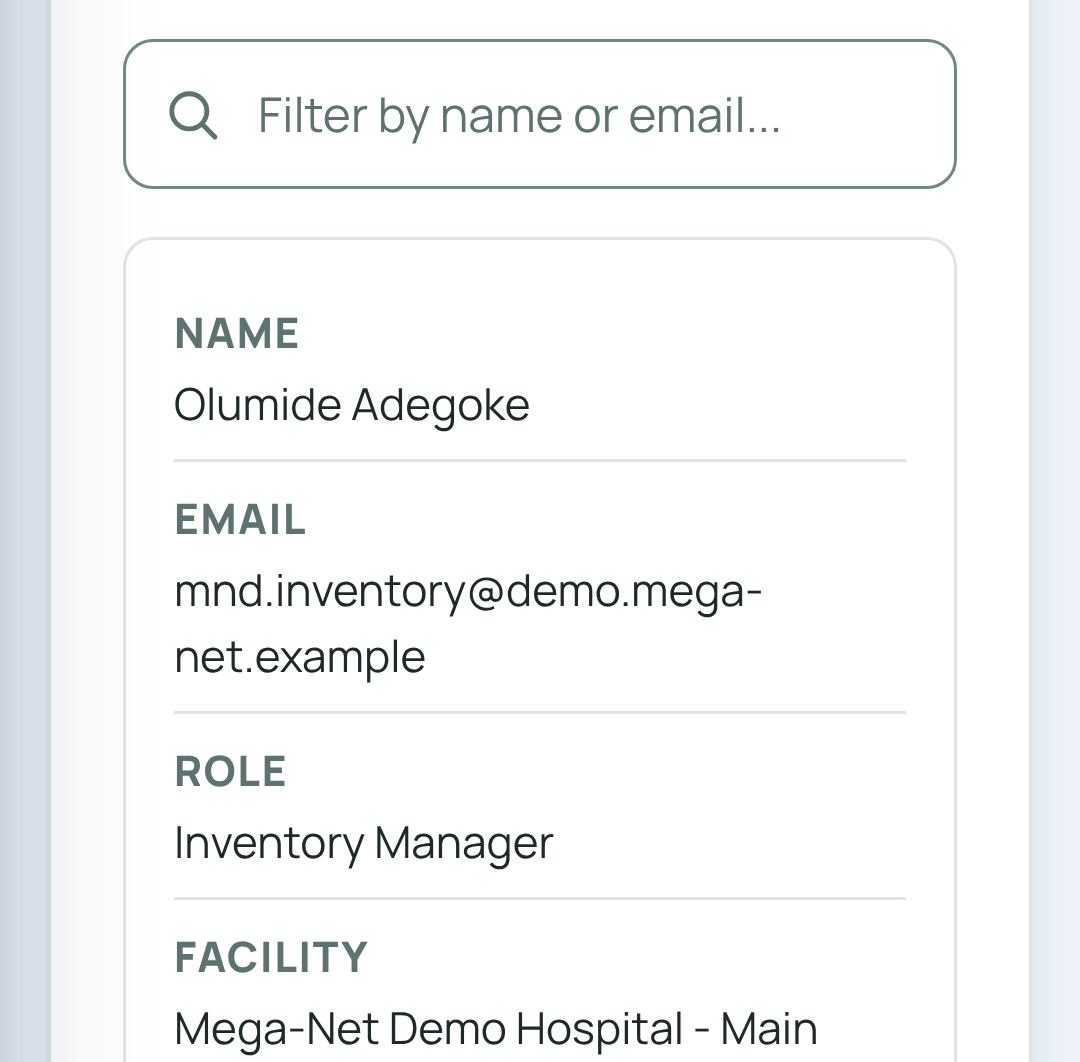 Filter by name or email...
NAME
Olumide Adegoke
EMAIL
mnd.inventory@demo.mega-
net.example
ROLE
Inventory Manager
FACILITY
Mega-Net Demo Hospital - Main